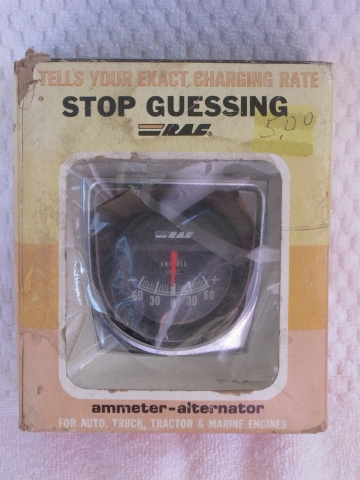 TELLS YOUR EXACT CHARGING RATE
STOP GUESSING
RAC®
5.00
RAC
AMPERES
- +
60 30 0 30 60
ammeter-alternator
FOR AUTO, TRUCK, TRACTOR & MARINE ENGINES